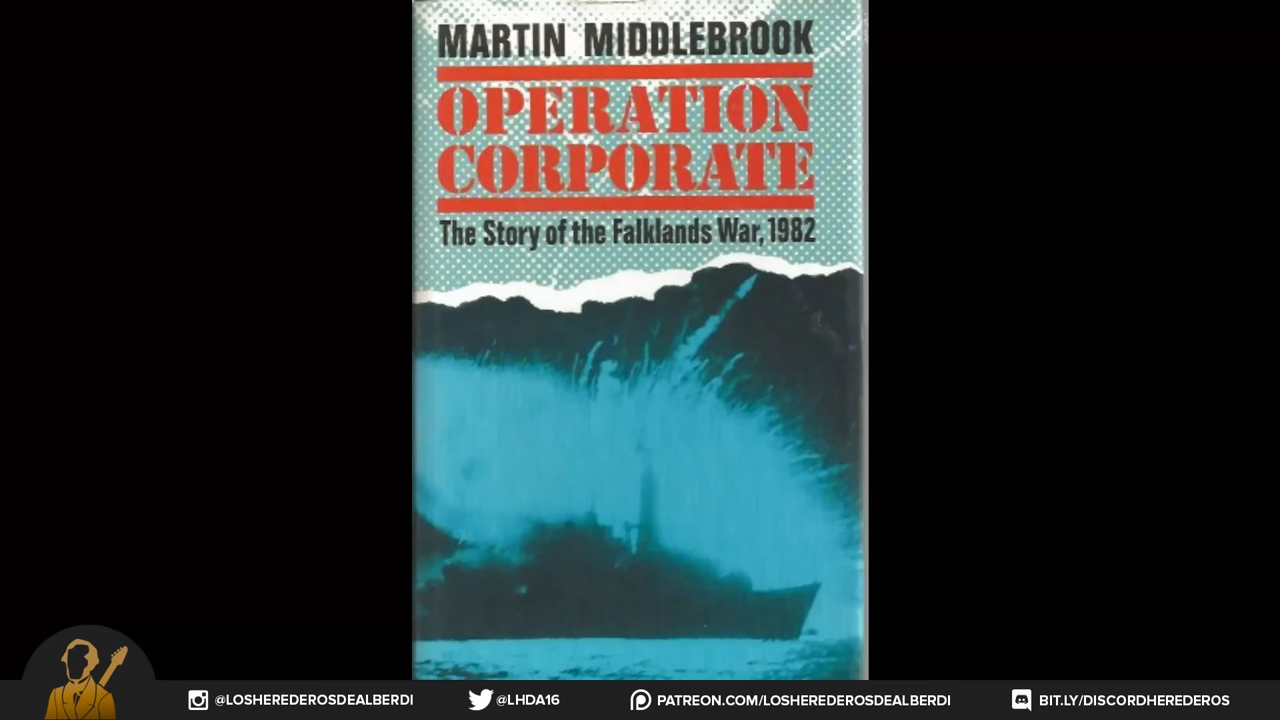 MARTIN MIDDLEBROOK
OPERATION
CORPORATE
The Story of the Falklands War, 1982
@LOSHEREDEROSDEALBERDI
@LHDA16
PATREON.COM/LOSHEREDEROSDEALBERDI
BIT.LY/DISCORDHEREDEROS